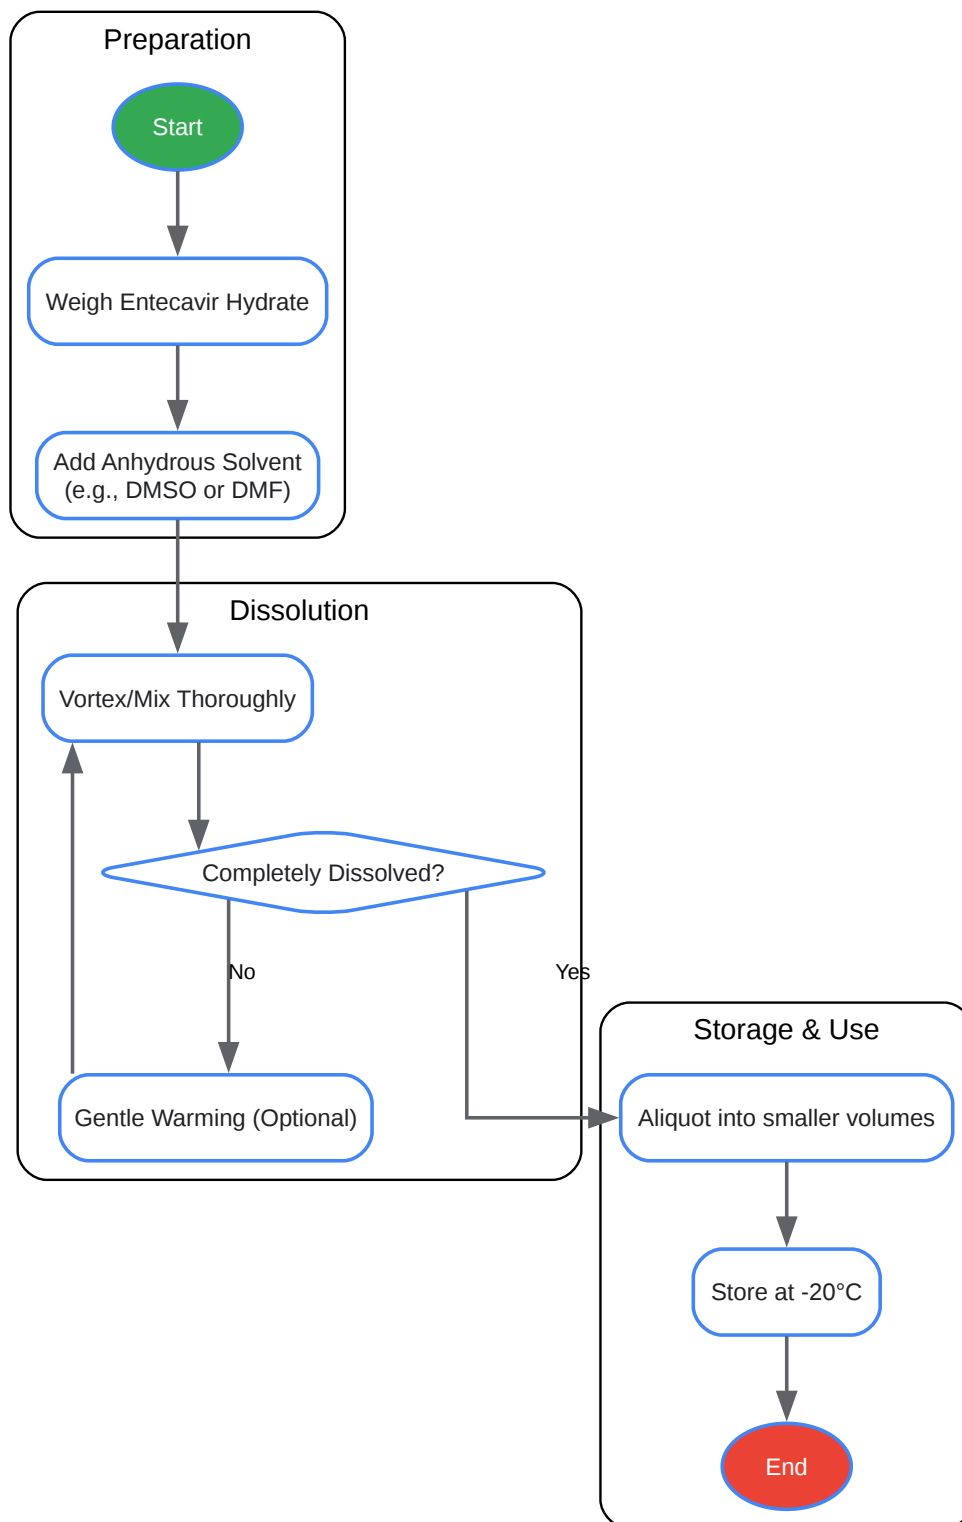 Preparation
Start
Weigh Entecavir Hydrate
Add Anhydrous Solvent
(e.g., DMSO or DMF)
Dissolution
Vortex/Mix Thoroughly
Completely Dissolved?
No
Yes
Gentle Warming (Optional)
Storage & Use
Aliquot into smaller volumes
Store at -20°C
End